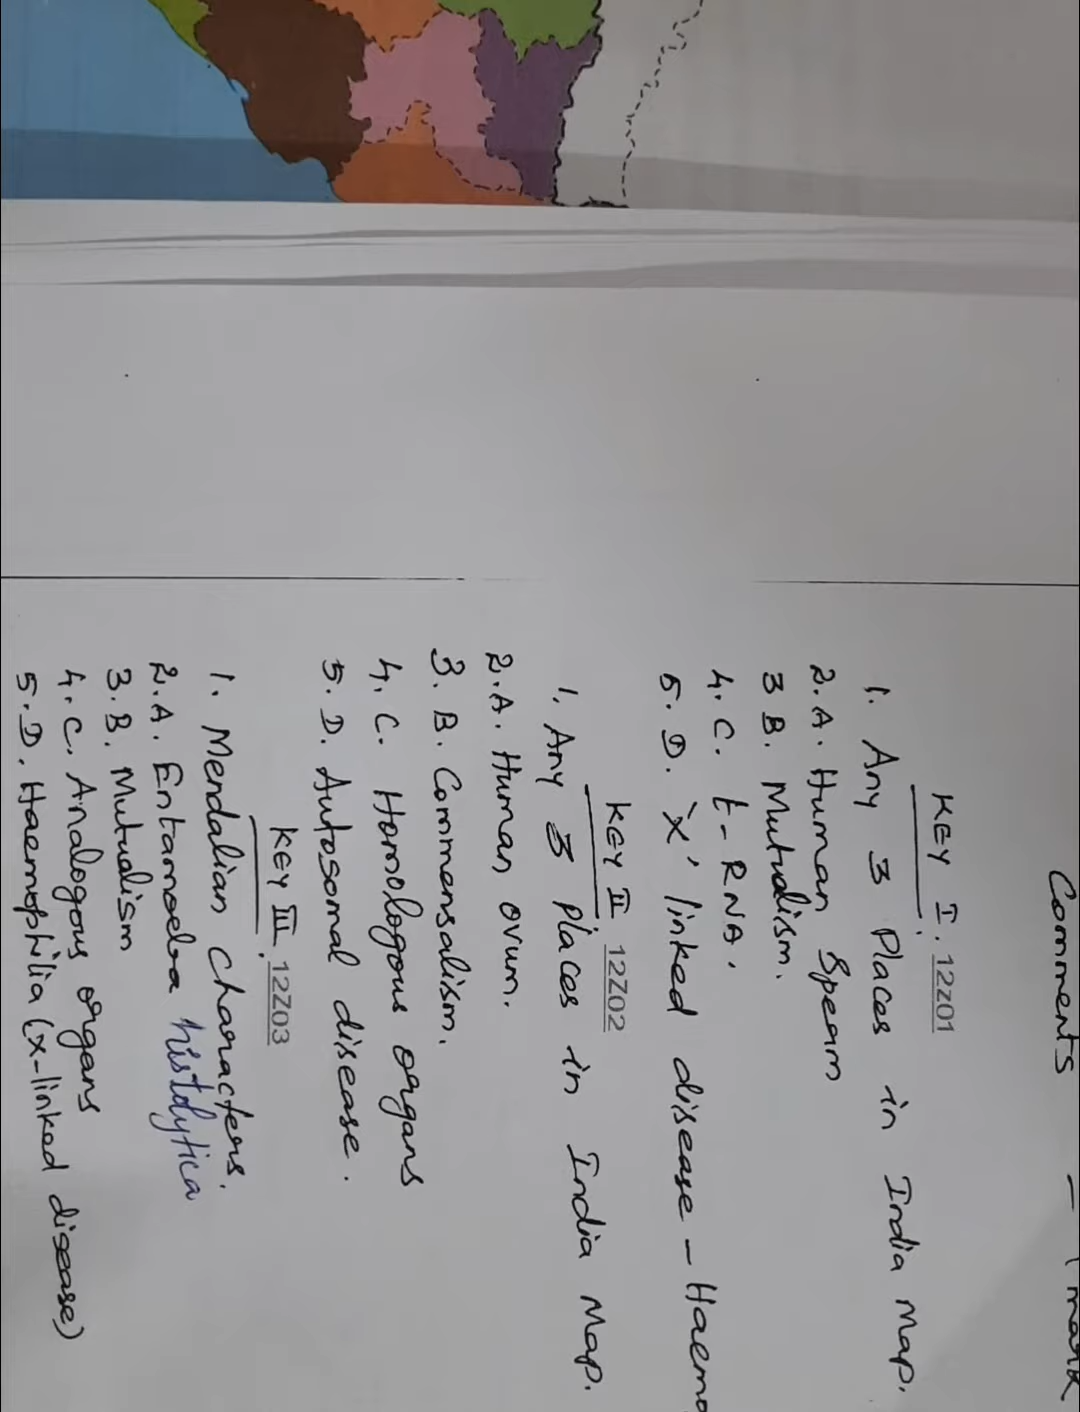 Comments — 1 mark
KEY I. 12Z01
1. Any 3 Places in India Map.
2. A. Human Spearm
3 B. Mutualism.
4. C. t-RNA.
5. D. 'X' linked disease - Haemo
KEY II 12Z02
1. Any 3 Places in India Map.
2. A. Human ovum.
3. B. Commensalism.
4. C. Homologous organs
5. D. Autosomal disease.
KEY III. 12Z03
1. Mendalian Characters.
2. A. Entamoeba histolytica
3. B. Mutualism
4. C. Analogous organs
5. D. Haemophilia (X-linked disease)